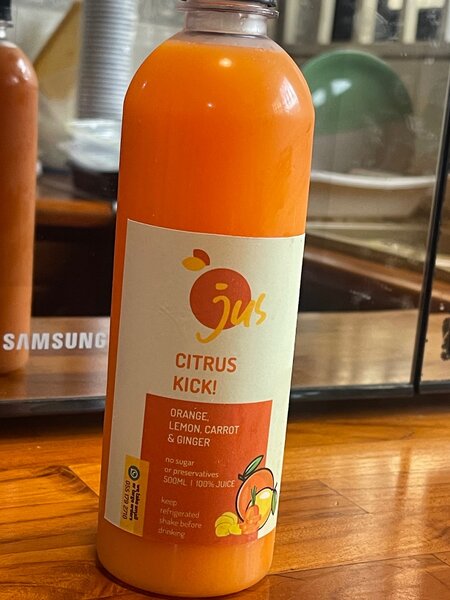 SAMSUNG
jus
CITRUS
KICK!
ORANGE,
LEMON, CARROT
& GINGER
no sugar
or preservatives
500ML | 100% JUICE
keep
refrigerated
shake before
drinking